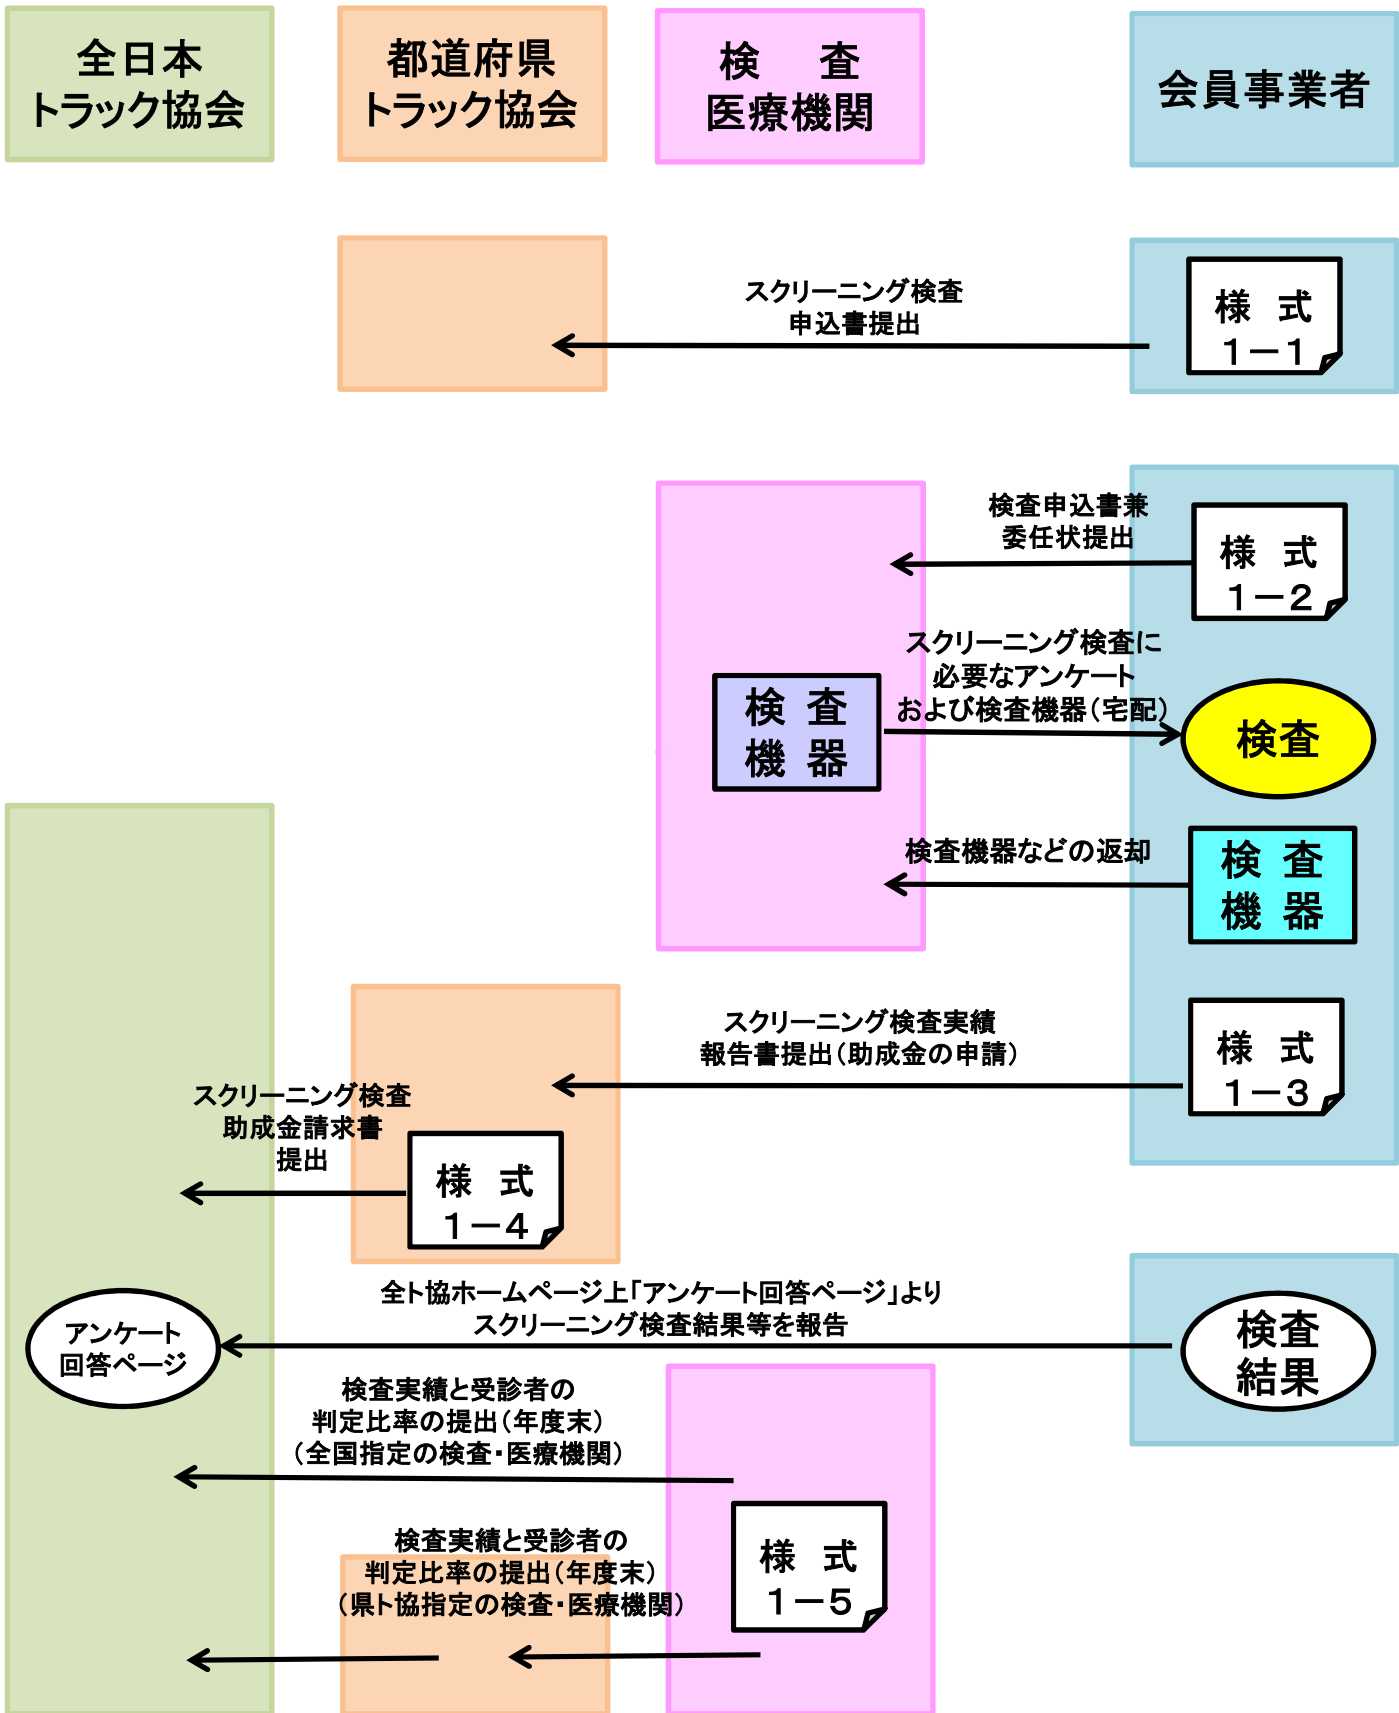 全日本
トラック協会
都道府県
トラック協会
検　査
医療機関
会員事業者
スクリーニング検査
申込書提出
様　式
１－１
検査申込書兼
委任状提出
様　式
１－２
スクリーニング検査に
必要なアンケート
および検査機器（宅配）
検　査
機　器
検査
検査機器などの返却
検　査
機　器
スクリーニング検査実績
報告書提出（助成金の申請）
様　式
１－３
スクリーニング検査
助成金請求書
提出
様　式
１－４
全ト協ホームページ上「アンケート回答ページ」より
スクリーニング検査結果等を報告
アンケート
回答ページ
検査
結果
検査実績と受診者の
判定比率の提出（年度末）
（全国指定の検査・医療機関）
様　式
１－５
検査実績と受診者の
判定比率の提出（年度末）
（県ト協指定の検査・医療機関）